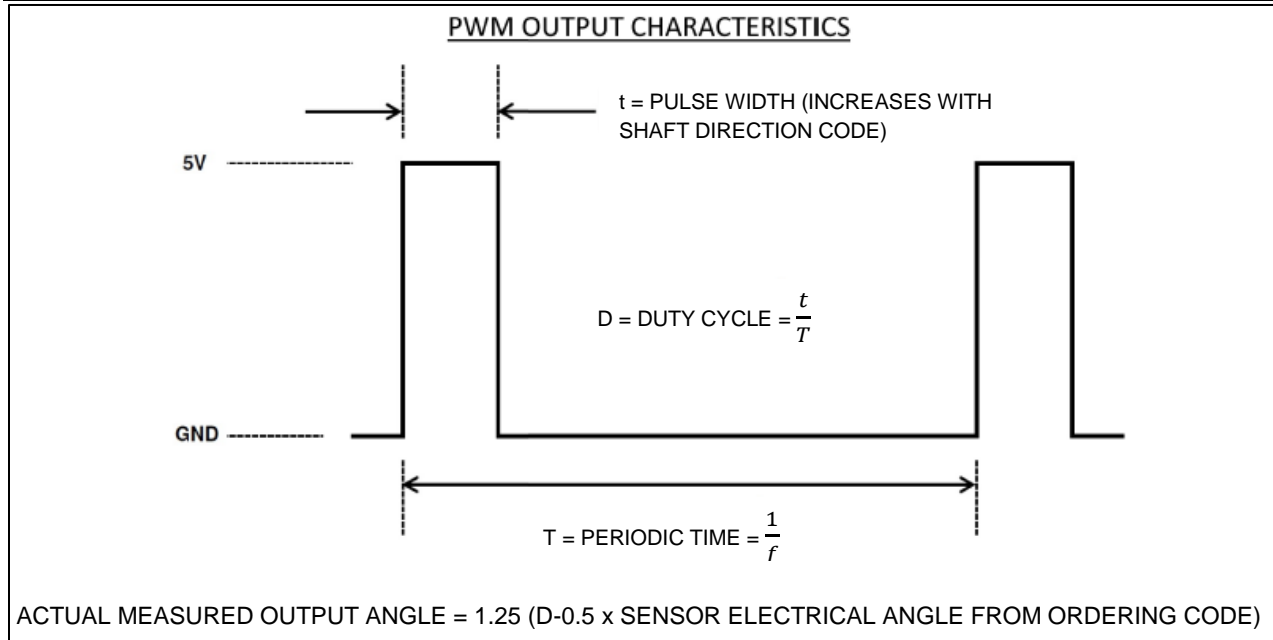 PWM OUTPUT CHARACTERISTICS
t = PULSE WIDTH (INCREASES WITH
SHAFT DIRECTION CODE)
5V
D = DUTY CYCLE = t/T
GND
T = PERIODIC TIME = 1/f
ACTUAL MEASURED OUTPUT ANGLE = 1.25 (D-0.5 x SENSOR ELECTRICAL ANGLE FROM ORDERING CODE)